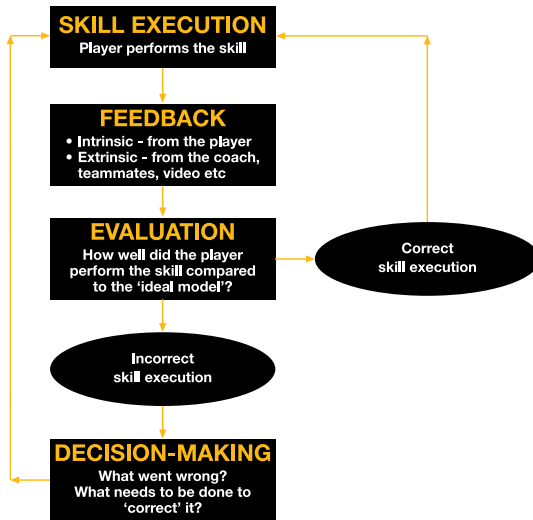 SKILL EXECUTION
Player performs the skill
FEEDBACK
• Intrinsic - from the player
• Extrinsic - from the coach,
teammates, video etc
EVALUATION
How well did the player
perform the skill compared
to the ‘ideal model’?
Correct
skill execution
Incorrect
skill execution
DECISION-MAKING
What went wrong?
What needs to be done to
‘correct’ it?